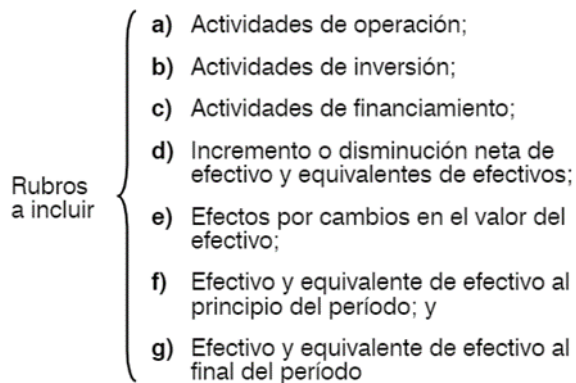 Rubros
a incluir
a) Actividades de operación;
b) Actividades de inversión;
c) Actividades de financiamiento;
d) Incremento o disminución neta de
efectivo y equivalentes de efectivos;
e) Efectos por cambios en el valor del
efectivo;
f) Efectivo y equivalente de efectivo al
principio del período; y
g) Efectivo y equivalente de efectivo al
final del período